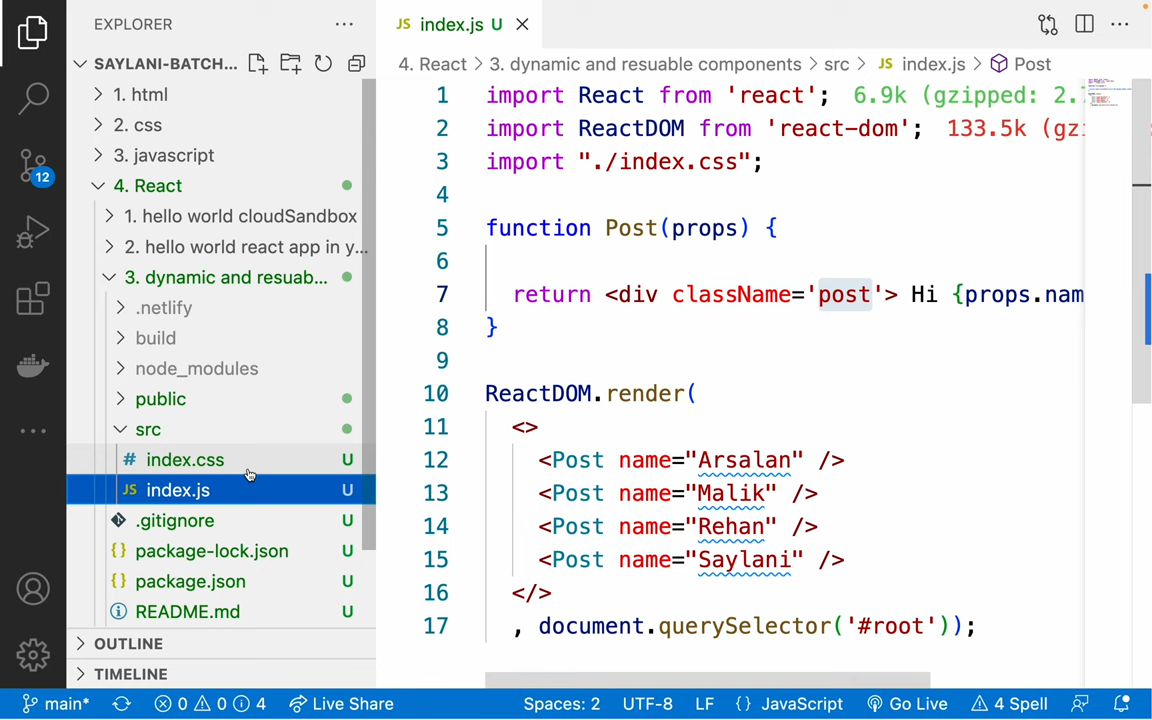 EXPLORER
SAYLANI-BATCH...
1. html
2. css
3. javascript
4. React
1. hello world cloudSandbox
2. hello world react app in y...
3. dynamic and resuab...
.netlify
build
node_modules
public
src
# index.css U
JS index.js U
.gitignore U
{} package-lock.json U
{} package.json U
README.md U
OUTLINE
TIMELINE
12
JS index.js U
4. React > 3. dynamic and resuable components > src > JS index.js > Post
1 import React from 'react'; 6.9k (gzipped: 2.
2 import ReactDOM from 'react-dom'; 133.5k (gz
3 import "./index.css";
4
5 function Post(props) {
6
7 return <div className='post'> Hi {props.nam
8 }
9
10 ReactDOM.render(
11 <>
12 <Post name="Arsalan" />
13 <Post name="Malik" />
14 <Post name="Rehan" />
15 <Post name="Saylani" />
16 </>
17 , document.querySelector('#root'));
main* 0 0 4 Live Share Spaces: 2 UTF-8 LF {} JavaScript Go Live 4 Spell